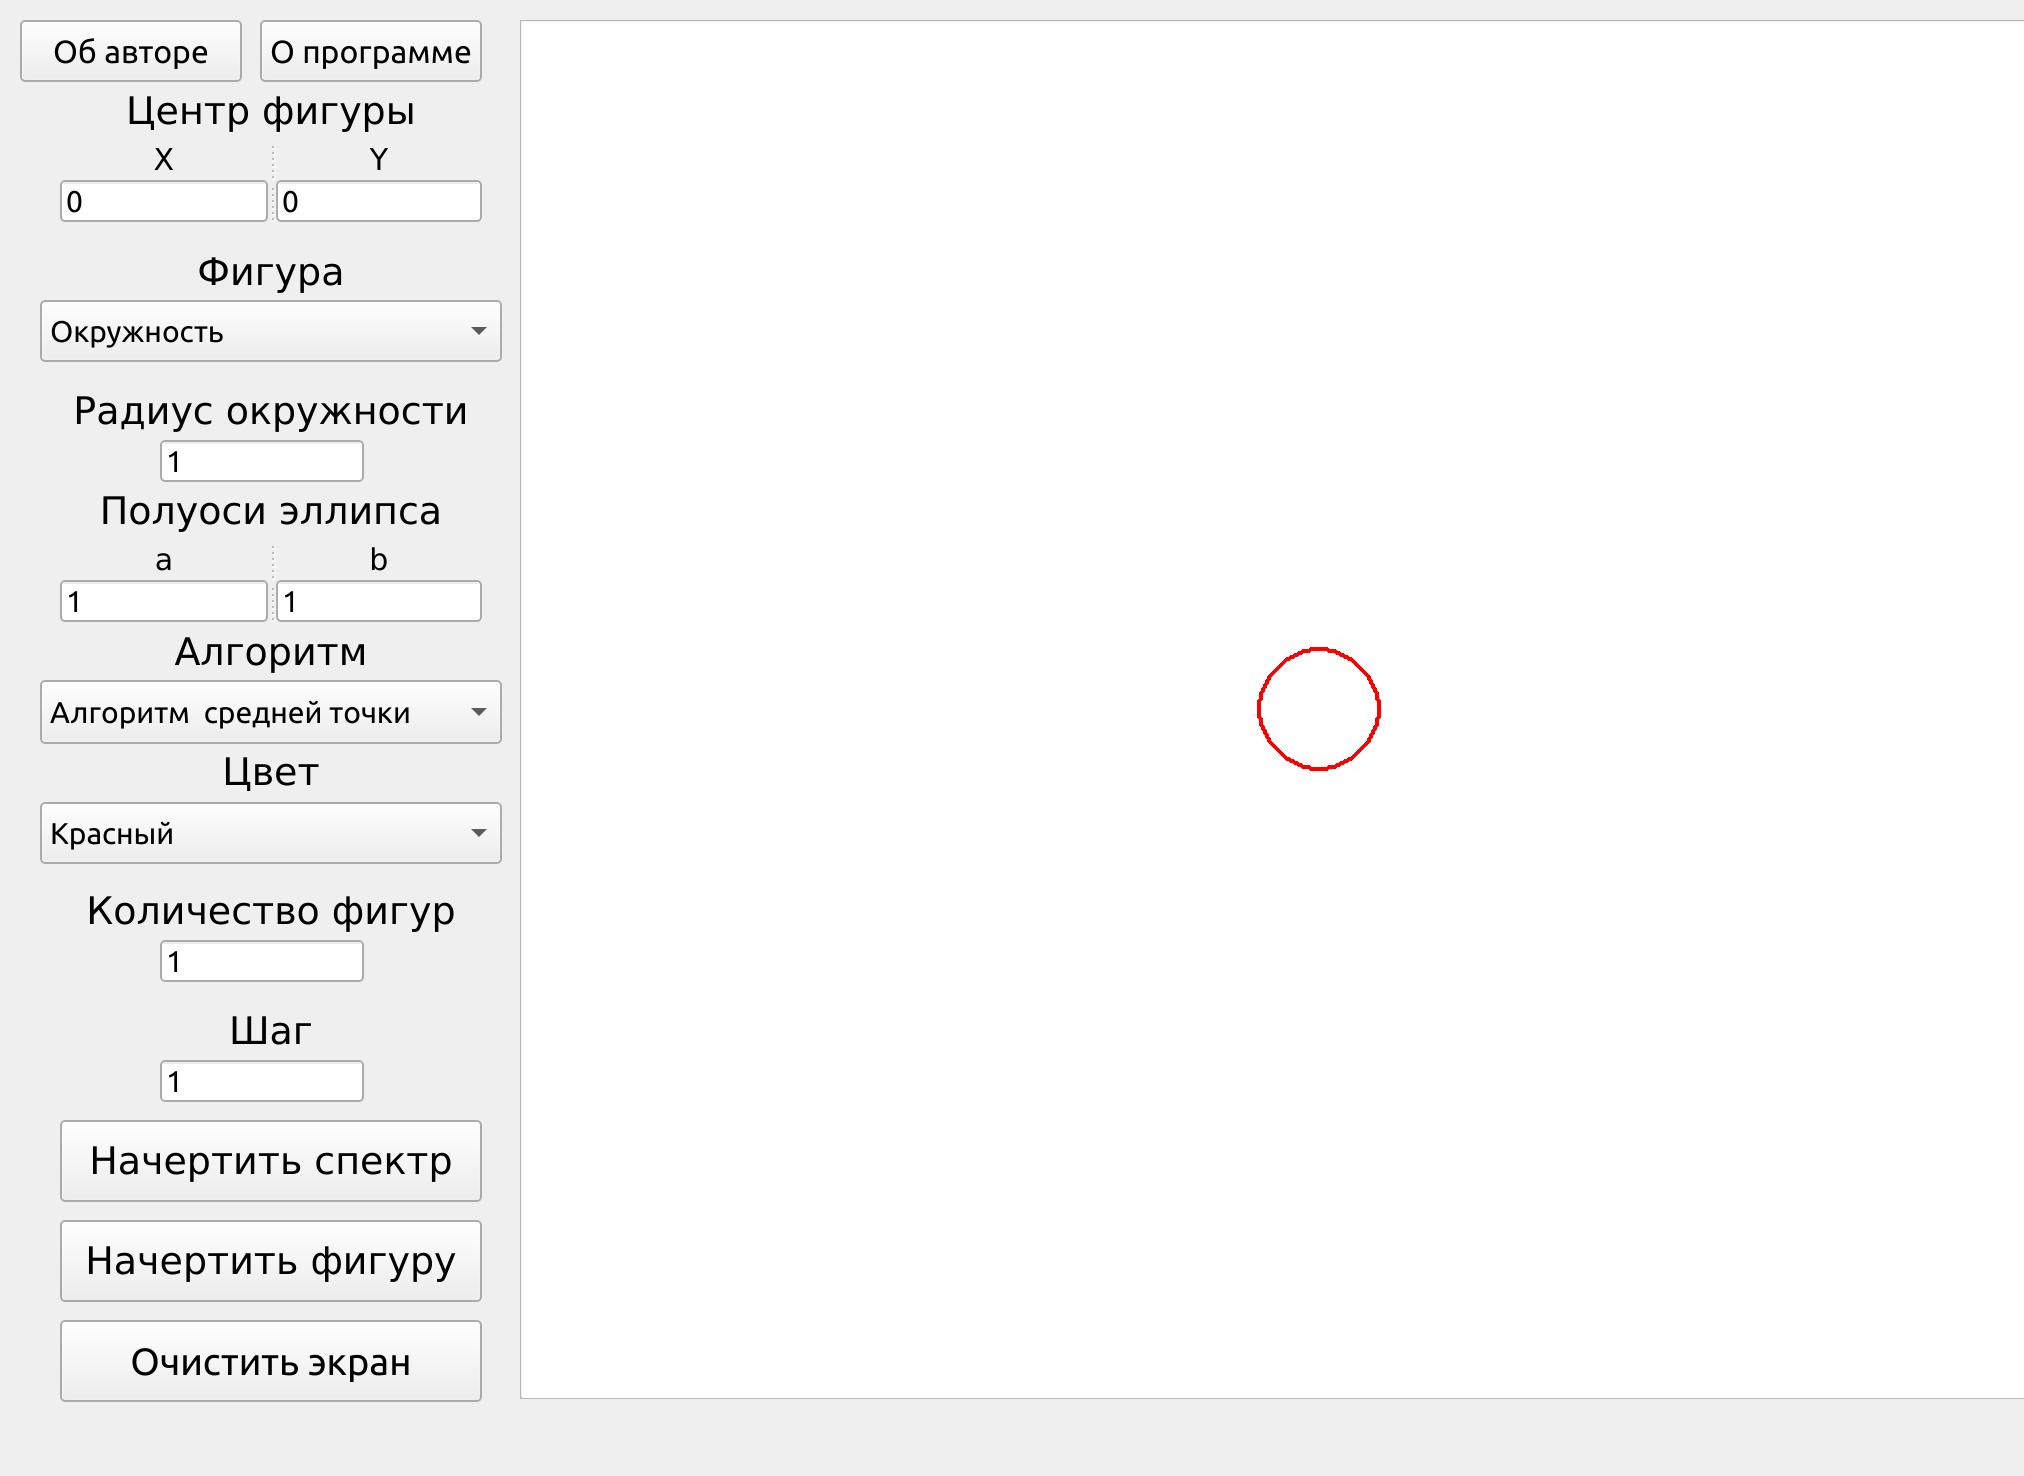 Об авторе О программе
Центр фигуры
X Y
0 0
Фигура
Окружность
Радиус окружности
1
Полуоси эллипса
a b
1 1
Алгоритм
Алгоритм  средней точки
Цвет
Красный
Количество фигур
1
Шаг
1
Начертить спектр
Начертить фигуру
Очистить экран